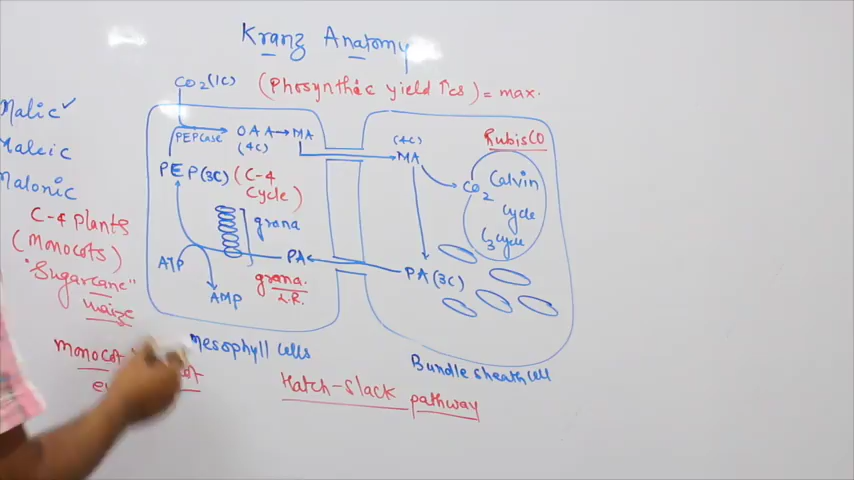 Kranz Anatomy
CO2 (1C) (Phosynthic yield ↑es) = max.
Malic ✓
Maleic
Malonic
C-4 Plants
(Monocots)
"Sugarcane"
Maize
Monocot
PEPCase
OAA → MA
(4C)
PEP(3C) (C-4
Cycle)
grana
PA
grana.
L.R.
ATP
AMP
Mesophyll cells
(4C)
MA
RubisCO
CO2 Calvin
cycle
C3 cycle
PA (3C)
Bundle sheath cell
Hatch-Slack pathway